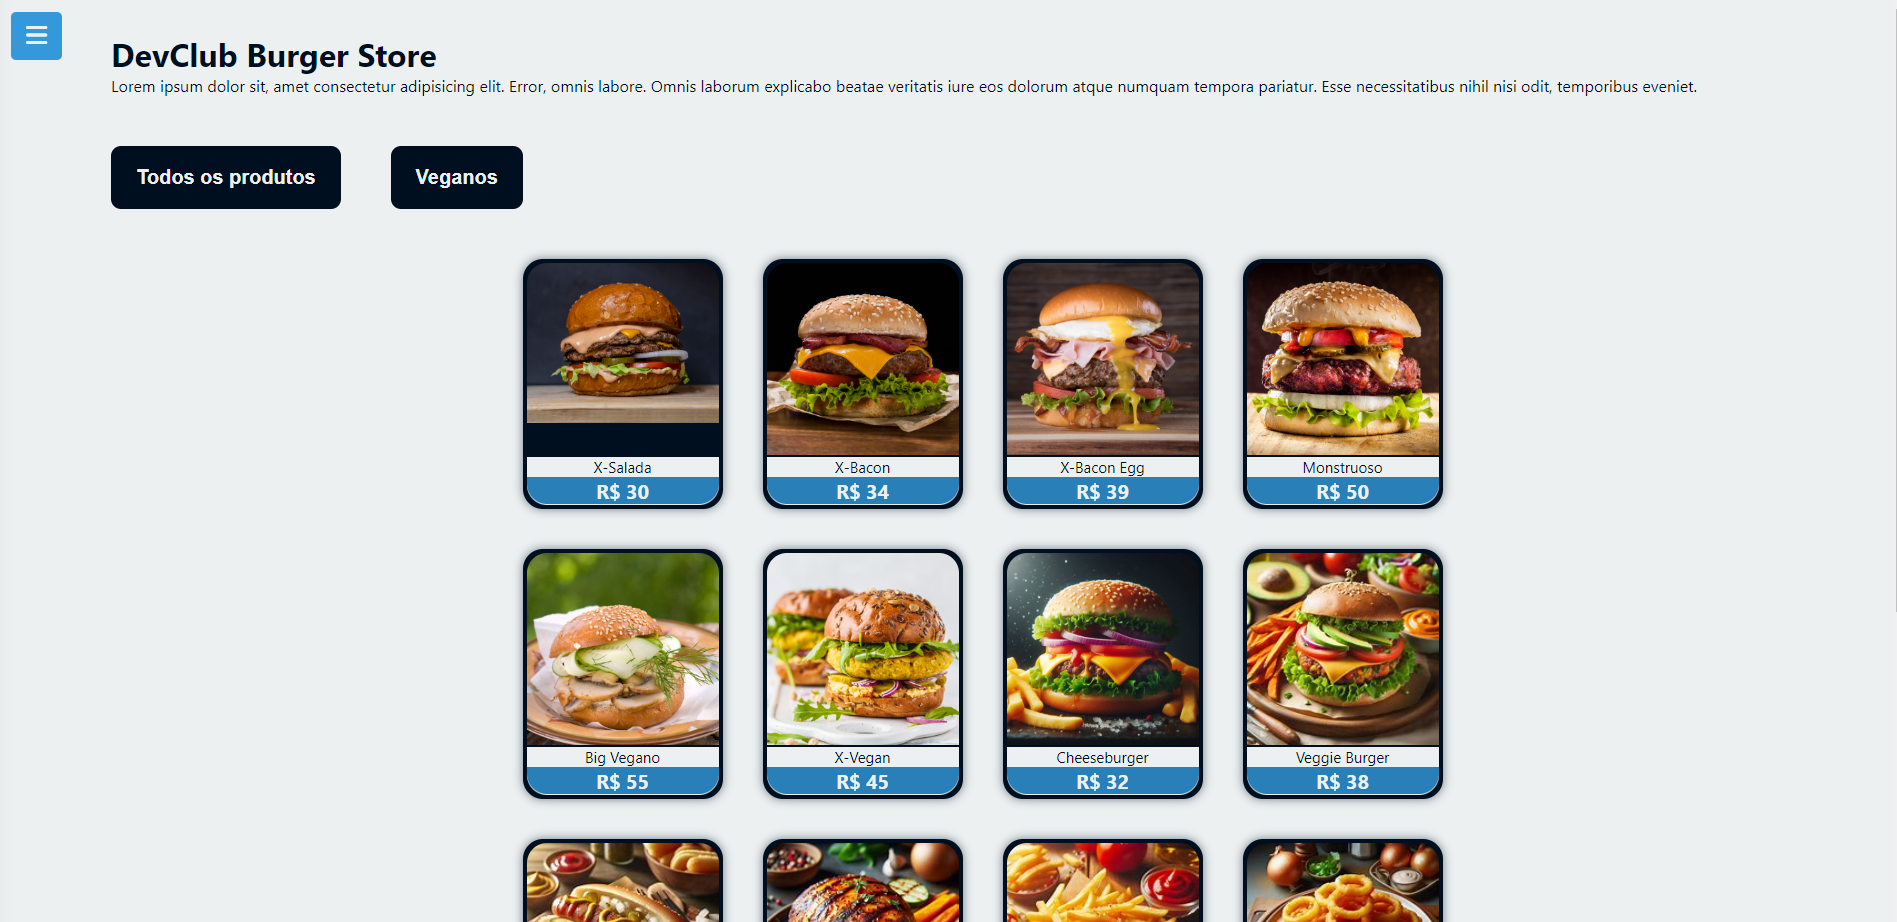 DevClub Burger Store
Lorem ipsum dolor sit, amet consectetur adipisicing elit. Error, omnis labore. Omnis laborum explicabo beatae veritatis iure eos dolorum atque numquam tempora pariatur. Esse necessitatibus nihil nisi odit, temporibus eveniet.
Todos os produtos
Veganos
X-Salada
R$ 30
X-Bacon
R$ 34
X-Bacon Egg
R$ 39
Monstruoso
R$ 50
Big Vegano
R$ 55
X-Vegan
R$ 45
Cheeseburger
R$ 32
Veggie Burger
R$ 38